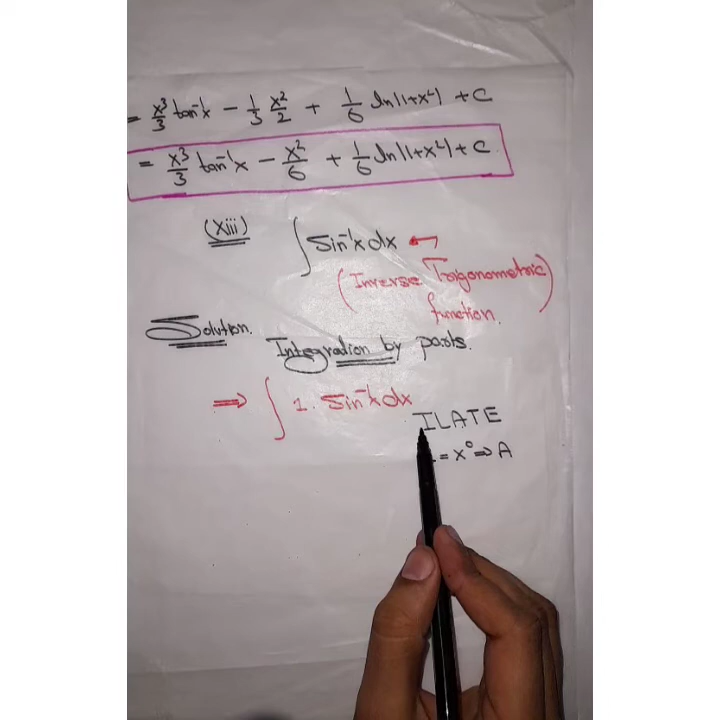 = x³/3 tan⁻¹x - 1/3 x²/2 + 1/6 ln|1+x²| + C
= x³/3 tan⁻¹x - x²/6 + 1/6 ln|1+x²| + C
(xiii) ∫ Sin⁻¹x dx ←
(Inverse Trigonometric)
function.
Solution.
Integration by parts.
⇒ ∫ 1. Sin⁻¹x dx
ILATE
= x⁰ ⇒ A